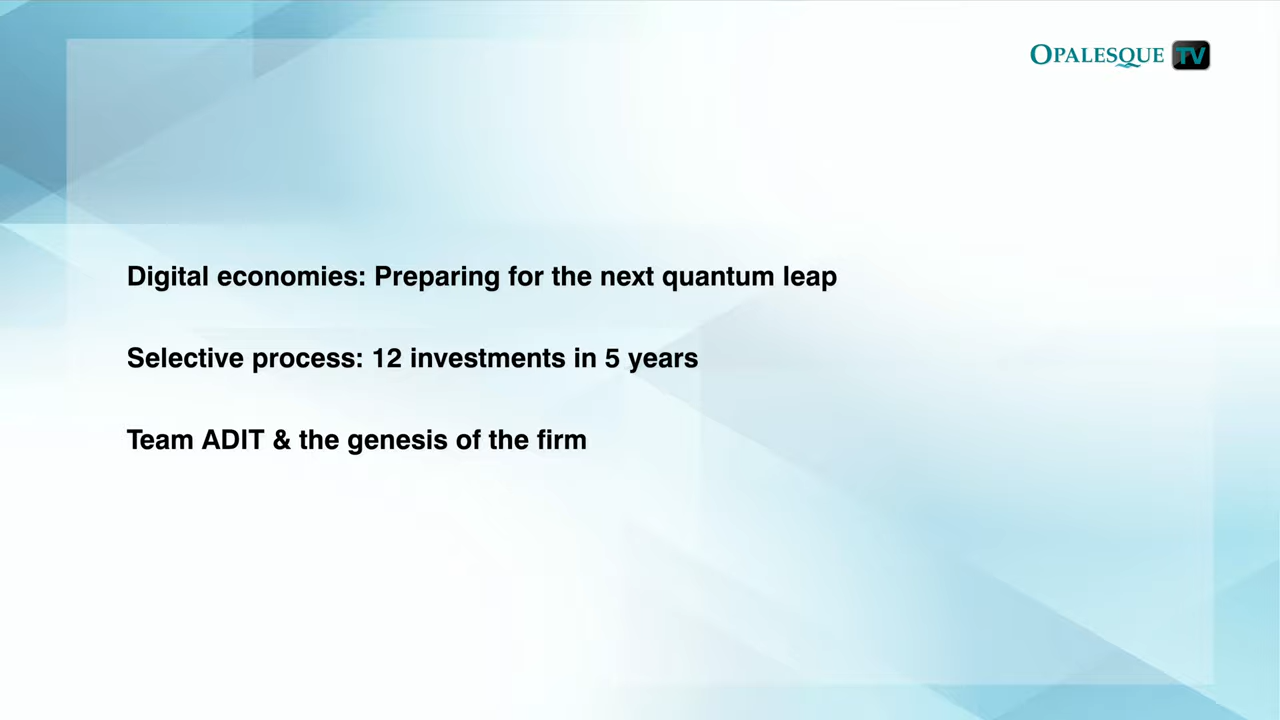 OPALESQUE TV
Digital economies: Preparing for the next quantum leap
Selective process: 12 investments in 5 years
Team ADIT & the genesis of the firm